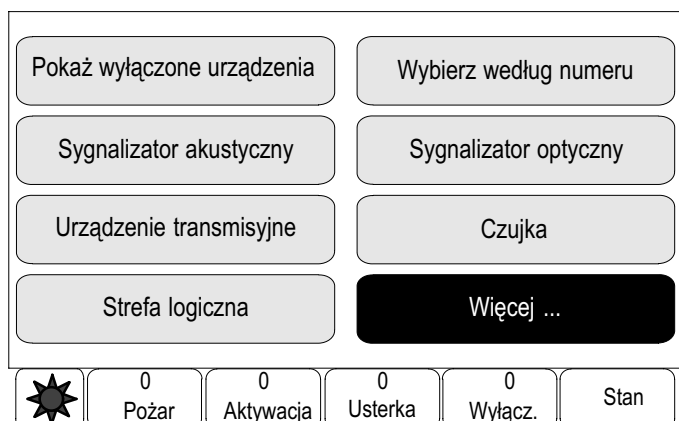 Pokaż wyłączone urządzenia
Wybierz według numeru
Sygnalizator akustyczny
Sygnalizator optyczny
Urządzenie transmisyjne
Czujka
Strefa logiczna
Więcej ...
0
Pożar
0
Aktywacja
0
Usterka
0
Wyłącz.
Stan